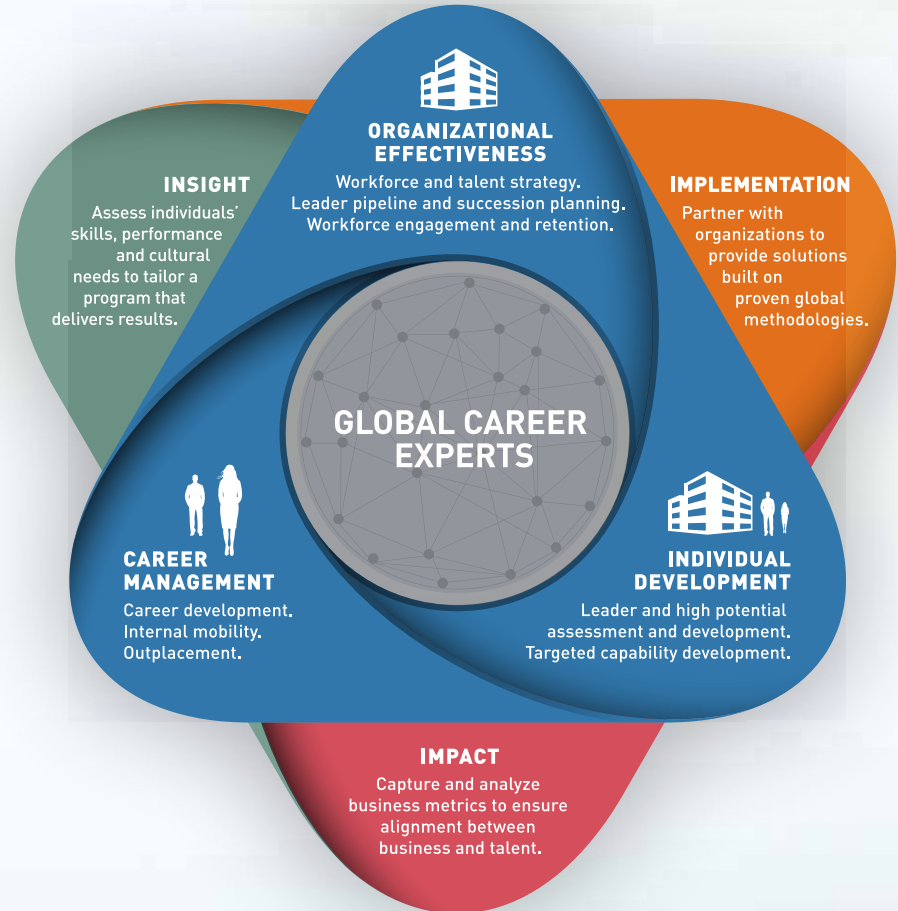 ORGANIZATIONAL
EFFECTIVENESS
Workforce and talent strategy.
Leader pipeline and succession planning.
Workforce engagement and retention.
INSIGHT
Assess individuals’
skills, performance
and cultural
needs to tailor a
program that
delivers results.
IMPLEMENTATION
Partner with
organizations to
provide solutions
built on
proven global
methodologies.
GLOBAL CAREER
EXPERTS
CAREER
MANAGEMENT
Career development.
Internal mobility.
Outplacement.
INDIVIDUAL
DEVELOPMENT
Leader and high potential
assessment and development.
Targeted capability development.
IMPACT
Capture and analyze
business metrics to ensure
alignment between
business and talent.